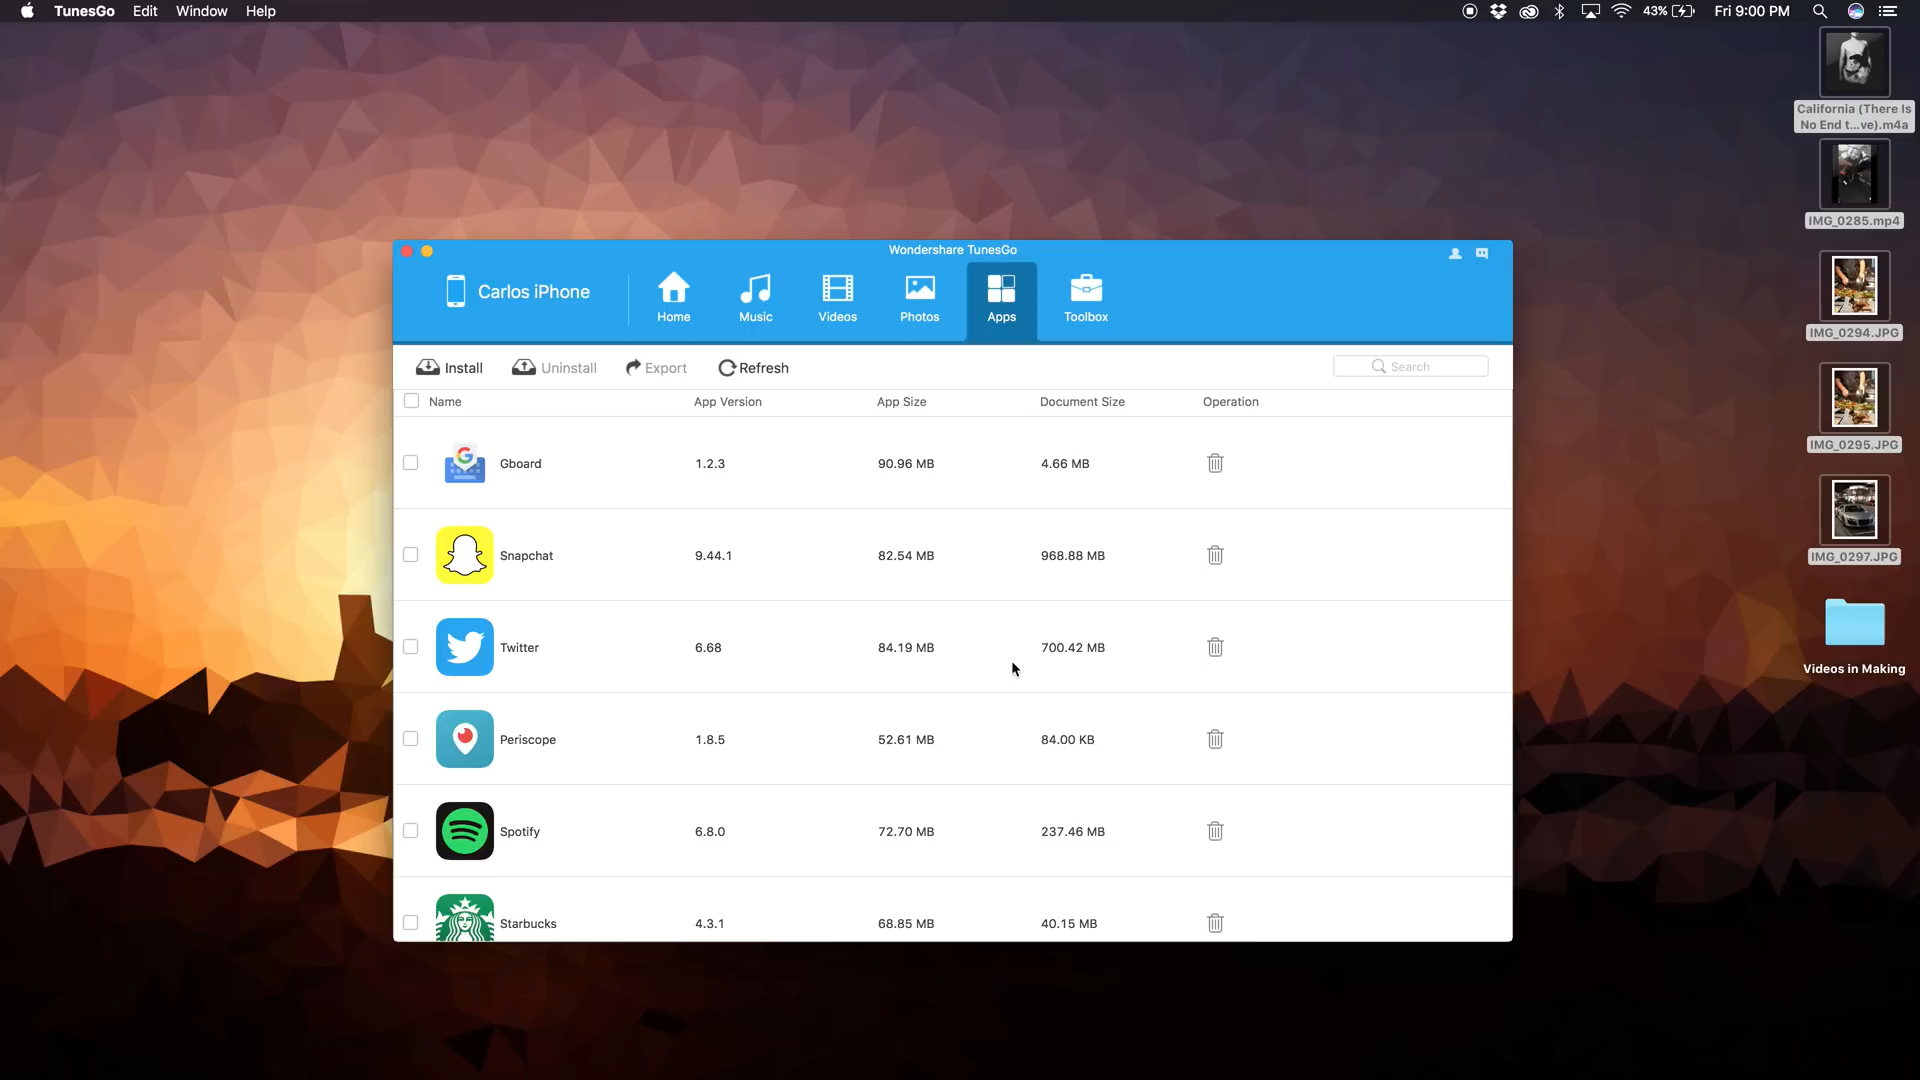 TunesGo Edit Window Help 43% Fri 9:00 PM
California (There Is
No End t...ve).m4a
IMG_0285.mp4
IMG_0294.JPG
IMG_0295.JPG
IMG_0297.JPG
Videos in Making
Wondershare TunesGo
Carlos iPhone
Home Music Videos Photos Apps Toolbox
Install Uninstall Export Refresh Search
Name App Version App Size Document Size Operation
G
Gboard 1.2.3 90.96 MB 4.66 MB
Snapchat 9.44.1 82.54 MB 968.88 MB
Twitter 6.68 84.19 MB 700.42 MB
Periscope 1.8.5 52.61 MB 84.00 KB
Spotify 6.8.0 72.70 MB 237.46 MB
Starbucks 4.3.1 68.85 MB 40.15 MB